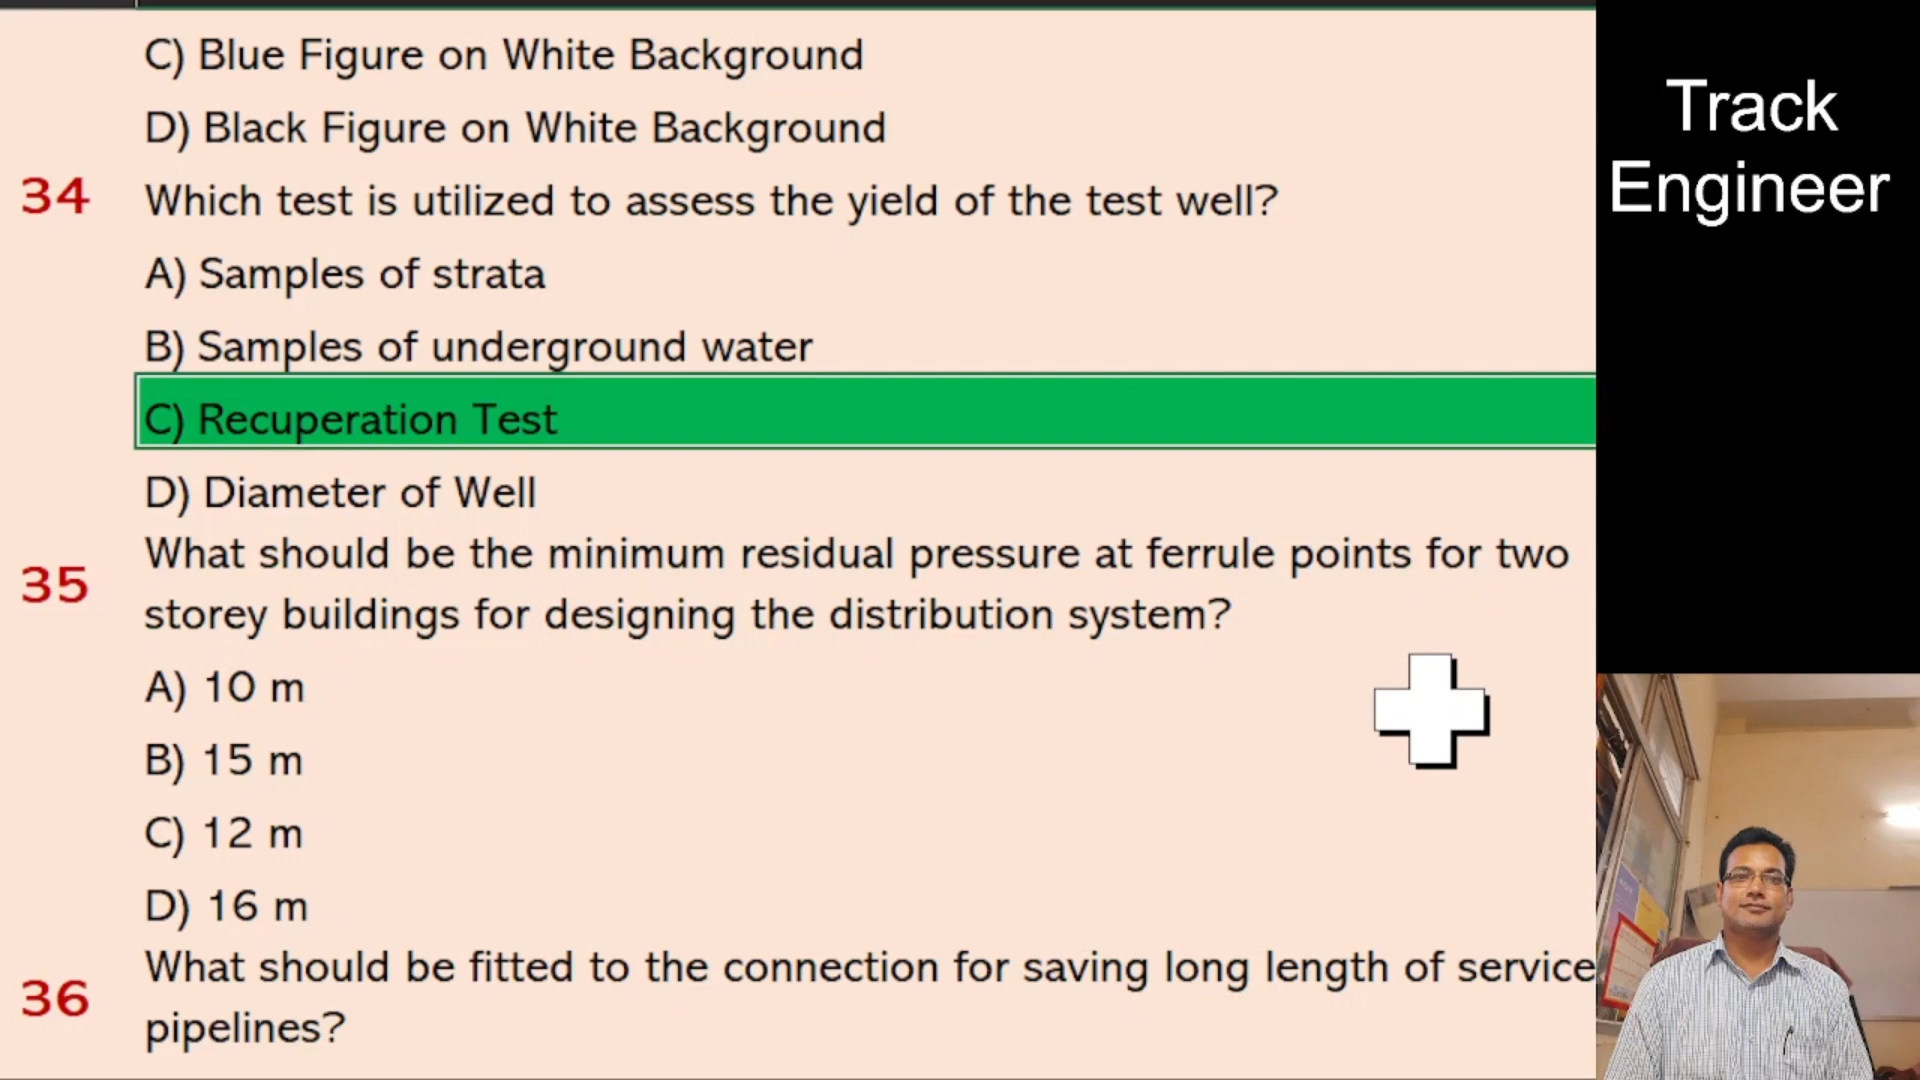 C) Blue Figure on White Background
D) Black Figure on White Background
34
Which test is utilized to assess the yield of the test well?
A) Samples of strata
B) Samples of underground water
C) Recuperation Test
D) Diameter of Well
35
What should be the minimum residual pressure at ferrule points for two
storey buildings for designing the distribution system?
A) 10 m
B) 15 m
C) 12 m
D) 16 m
36
What should be fitted to the connection for saving long length of service
pipelines?
Track
Engineer